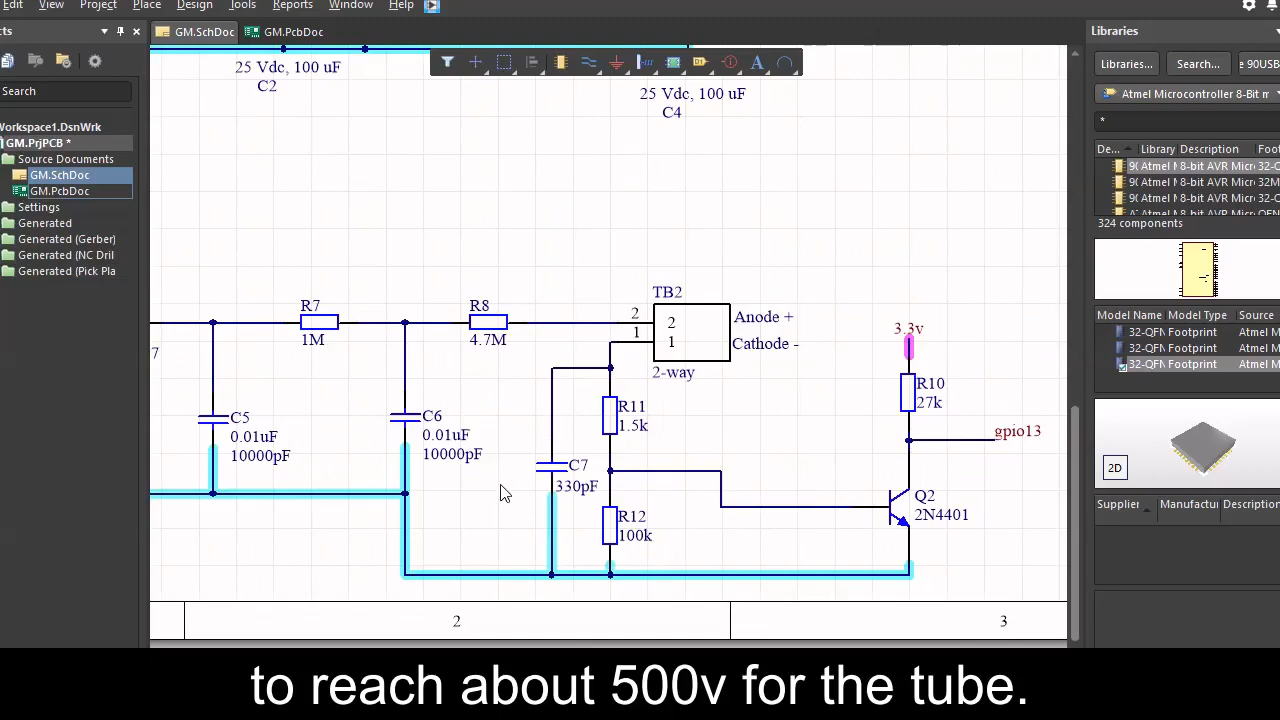 Edit View Project Place Design Tools Reports Window Help
GM.SchDoc GM.PcbDoc
Search
Workspace1.DsnWrk
GM.PrjPCB *
Source Documents
GM.SchDoc
GM.PcbDoc
Settings
Generated
Generated (Gerber)
Generated (NC Dril
Generated (Pick Pla
25 Vdc, 100 uF
C2
25 Vdc, 100 uF
C4
7
R7
1M
R8
4.7M
C5
0.01uF
10000pF
C6
0.01uF
10000pF
TB2
2
1
2
1
Anode +
Cathode -
2-way
R11
1.5k
C7
330pF
R12
100k
3.3v
R10
27k
gpio13
Q2
2N4401
2
3
Libraries
Libraries... Search...
Atmel Microcontroller 8-Bit m
*
De... Library Description Foot
Atmel M 8-bit AVR Micr 32-Q
Atmel M 8-bit AVR Micr 32M
Atmel M 8-bit AVR Micr 32-Q
324 components
Model Name Model Type Source
32-QFN Footprint Atmel M
32-QFN Footprint Atmel M
32-QFN Footprint Atmel M
2D
Supplier Manufactur Description
to reach about 500v for the tube.